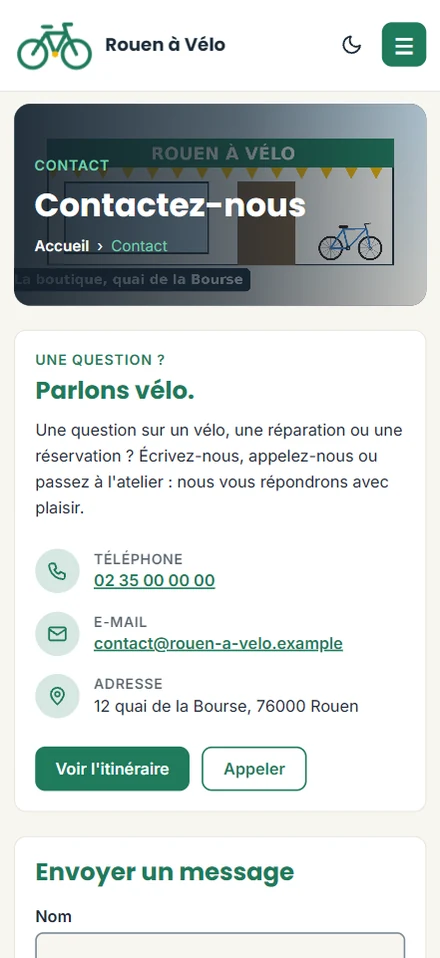 Rouen à Vélo
ROUEN À VÉLO
CONTACT
Contactez-nous
Accueil › Contact
La boutique, quai de la Bourse
UNE QUESTION ?
Parlons vélo.
Une question sur un vélo, une réparation ou une
réservation ? Écrivez-nous, appelez-nous ou
passez à l'atelier : nous vous répondrons avec
plaisir.
TÉLÉPHONE
02 35 00 00 00
E-MAIL
contact@rouen-a-velo.example
ADRESSE
12 quai de la Bourse, 76000 Rouen
Voir l'itinéraire
Appeler
Envoyer un message
Nom